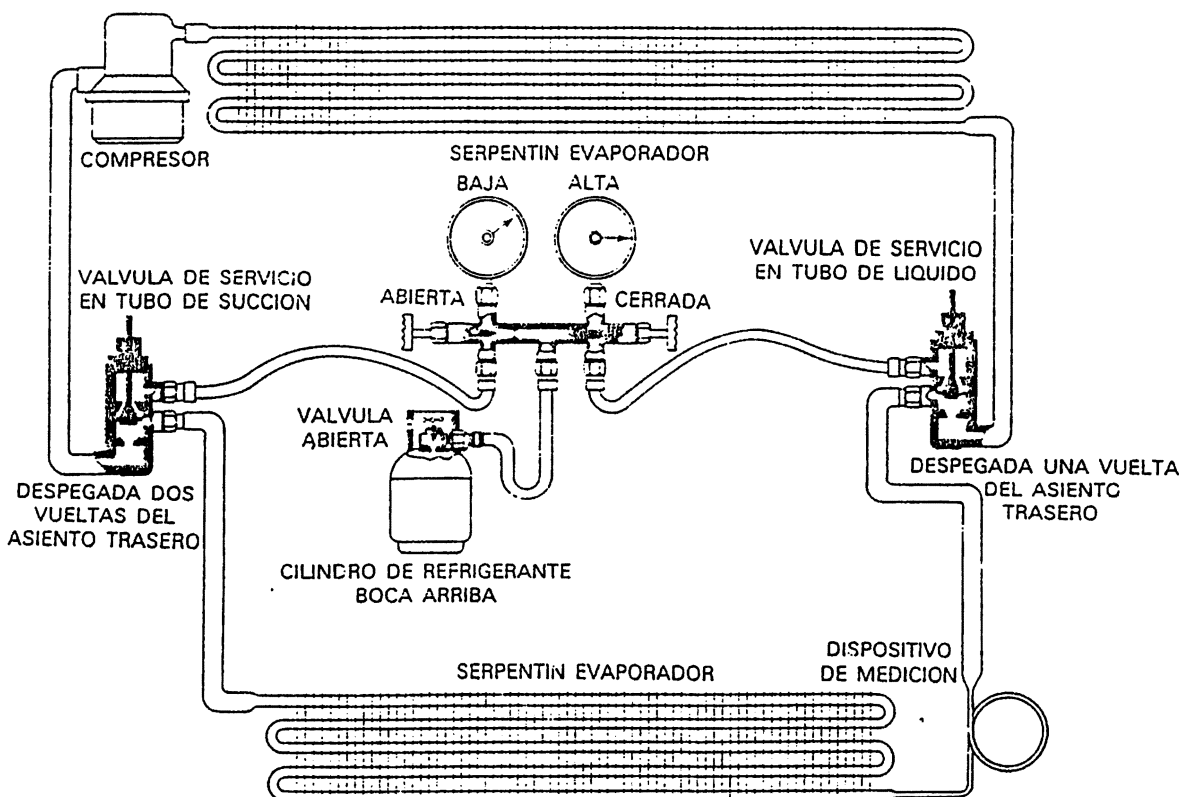 COMPRESOR
SERPENTIN EVAPORADOR
BAJA
ALTA
VALVULA DE SERVICIO
EN TUBO DE SUCCION
ABIERTA
CERRADA
VALVULA DE SERVICIO
EN TUBO DE LIQUIDO
VALVULA
ABIERTA
DESPEGADA DOS
VUELTAS DEL
ASIENTO TRASERO
DESPEGADA UNA VUELTA
DEL ASIENTO
TRASERO
CILINDRO DE REFRIGERANTE
BOCA ARRIBA
SERPENTIN EVAPORADOR
DISPOSITIVO
DE MEDICION